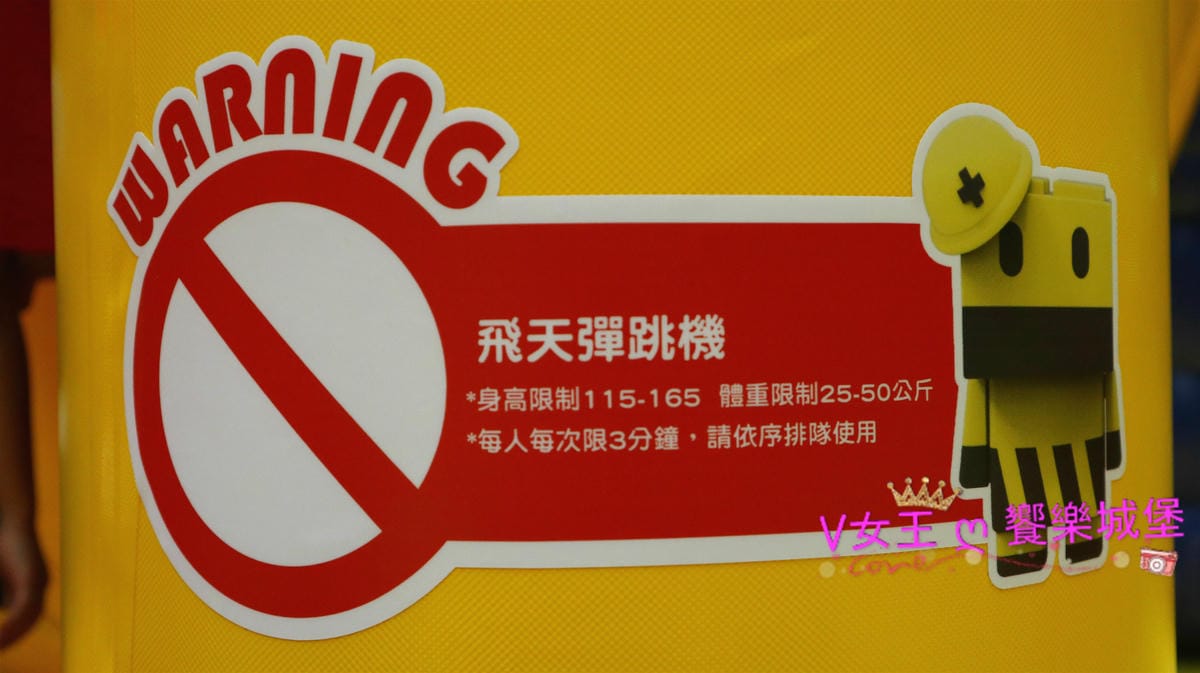 WARNING
飛天彈跳機
*身高限制115-165 體重限制25-50公斤
*每人每次限3分鐘，請依序排隊使用
V女王 ღ 饗樂城堡